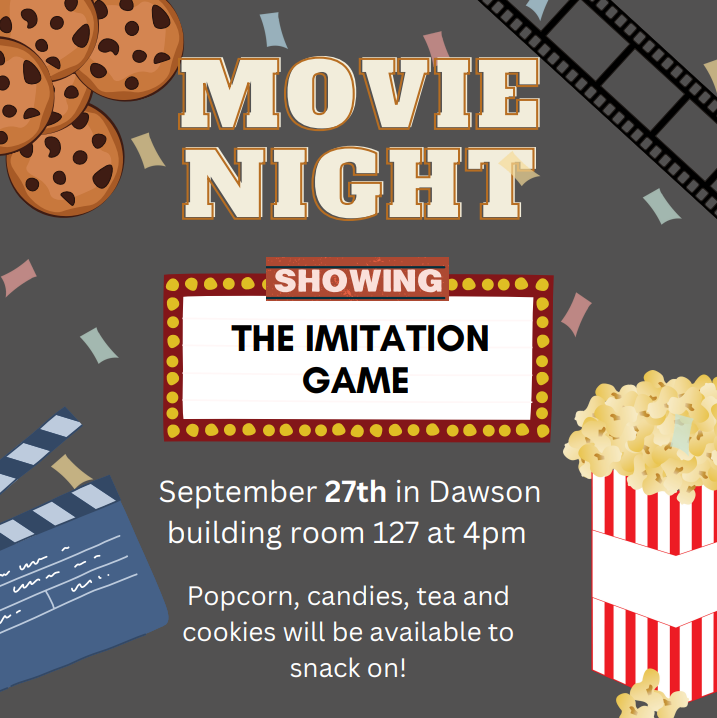 MOVIE
NIGHT
SHOWING
THE IMITATION
GAME
September 27th in Dawson
building room 127 at 4pm
Popcorn, candies, tea and
cookies will be available to
snack on!